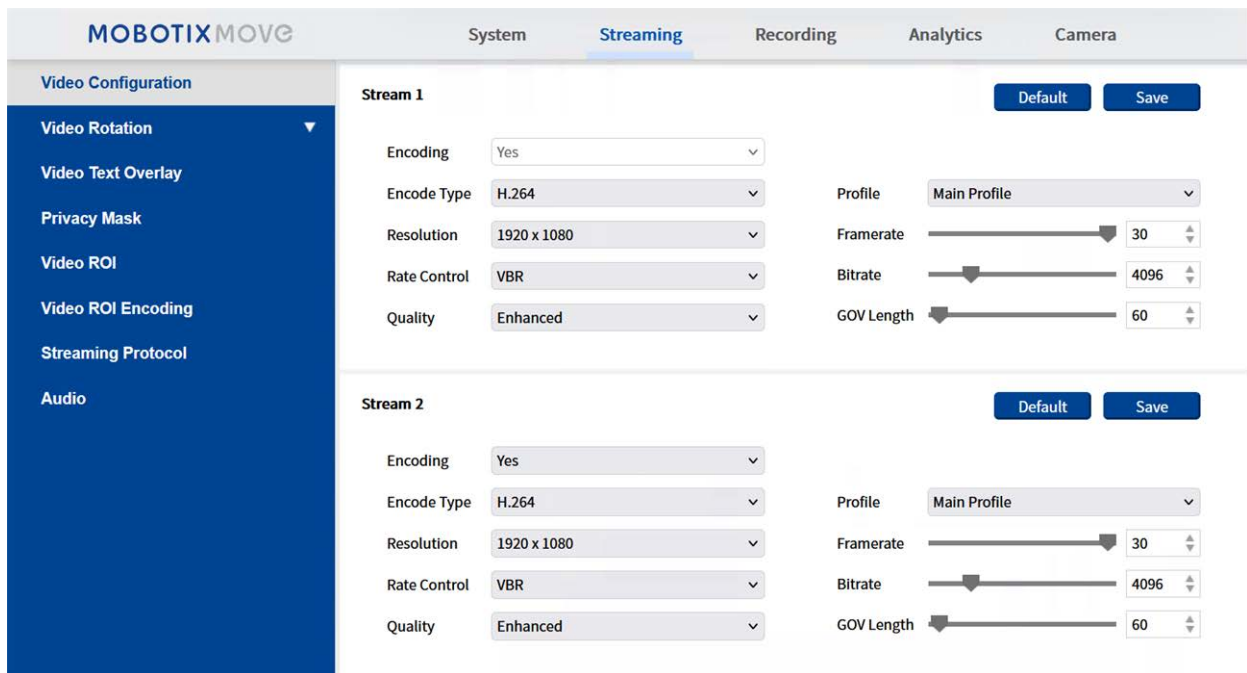 MOBOTIXMOVE
System Streaming Recording Analytics Camera
Video Configuration
Video Rotation
Video Text Overlay
Privacy Mask
Video ROI
Video ROI Encoding
Streaming Protocol
Audio
Stream 1 Default Save
Encoding Yes
Encode Type H.264 Profile Main Profile
Resolution 1920 x 1080 Framerate 30
Rate Control VBR Bitrate 4096
Quality Enhanced GOV Length 60
Stream 2 Default Save
Encoding Yes
Encode Type H.264 Profile Main Profile
Resolution 1920 x 1080 Framerate 30
Rate Control VBR Bitrate 4096
Quality Enhanced GOV Length 60